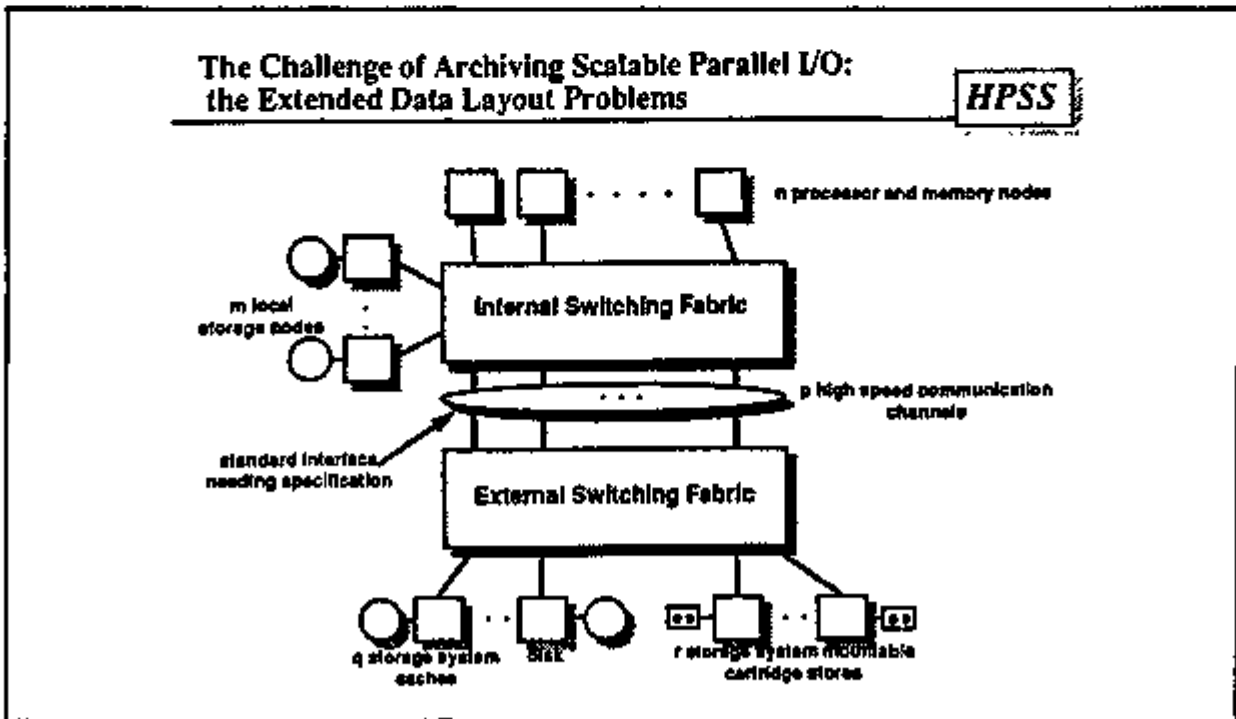 The Challenge of Archiving Scalable Parallel I/O:
the Extended Data Layout Problems
HPSS
n processor and memory nodes
Internal Switching Fabric
m local
storage nodes
p high speed communication
channels
standard interface
needing specification
External Switching Fabric
q storage system
caches
disk
r storage system mountable
cartridge stores